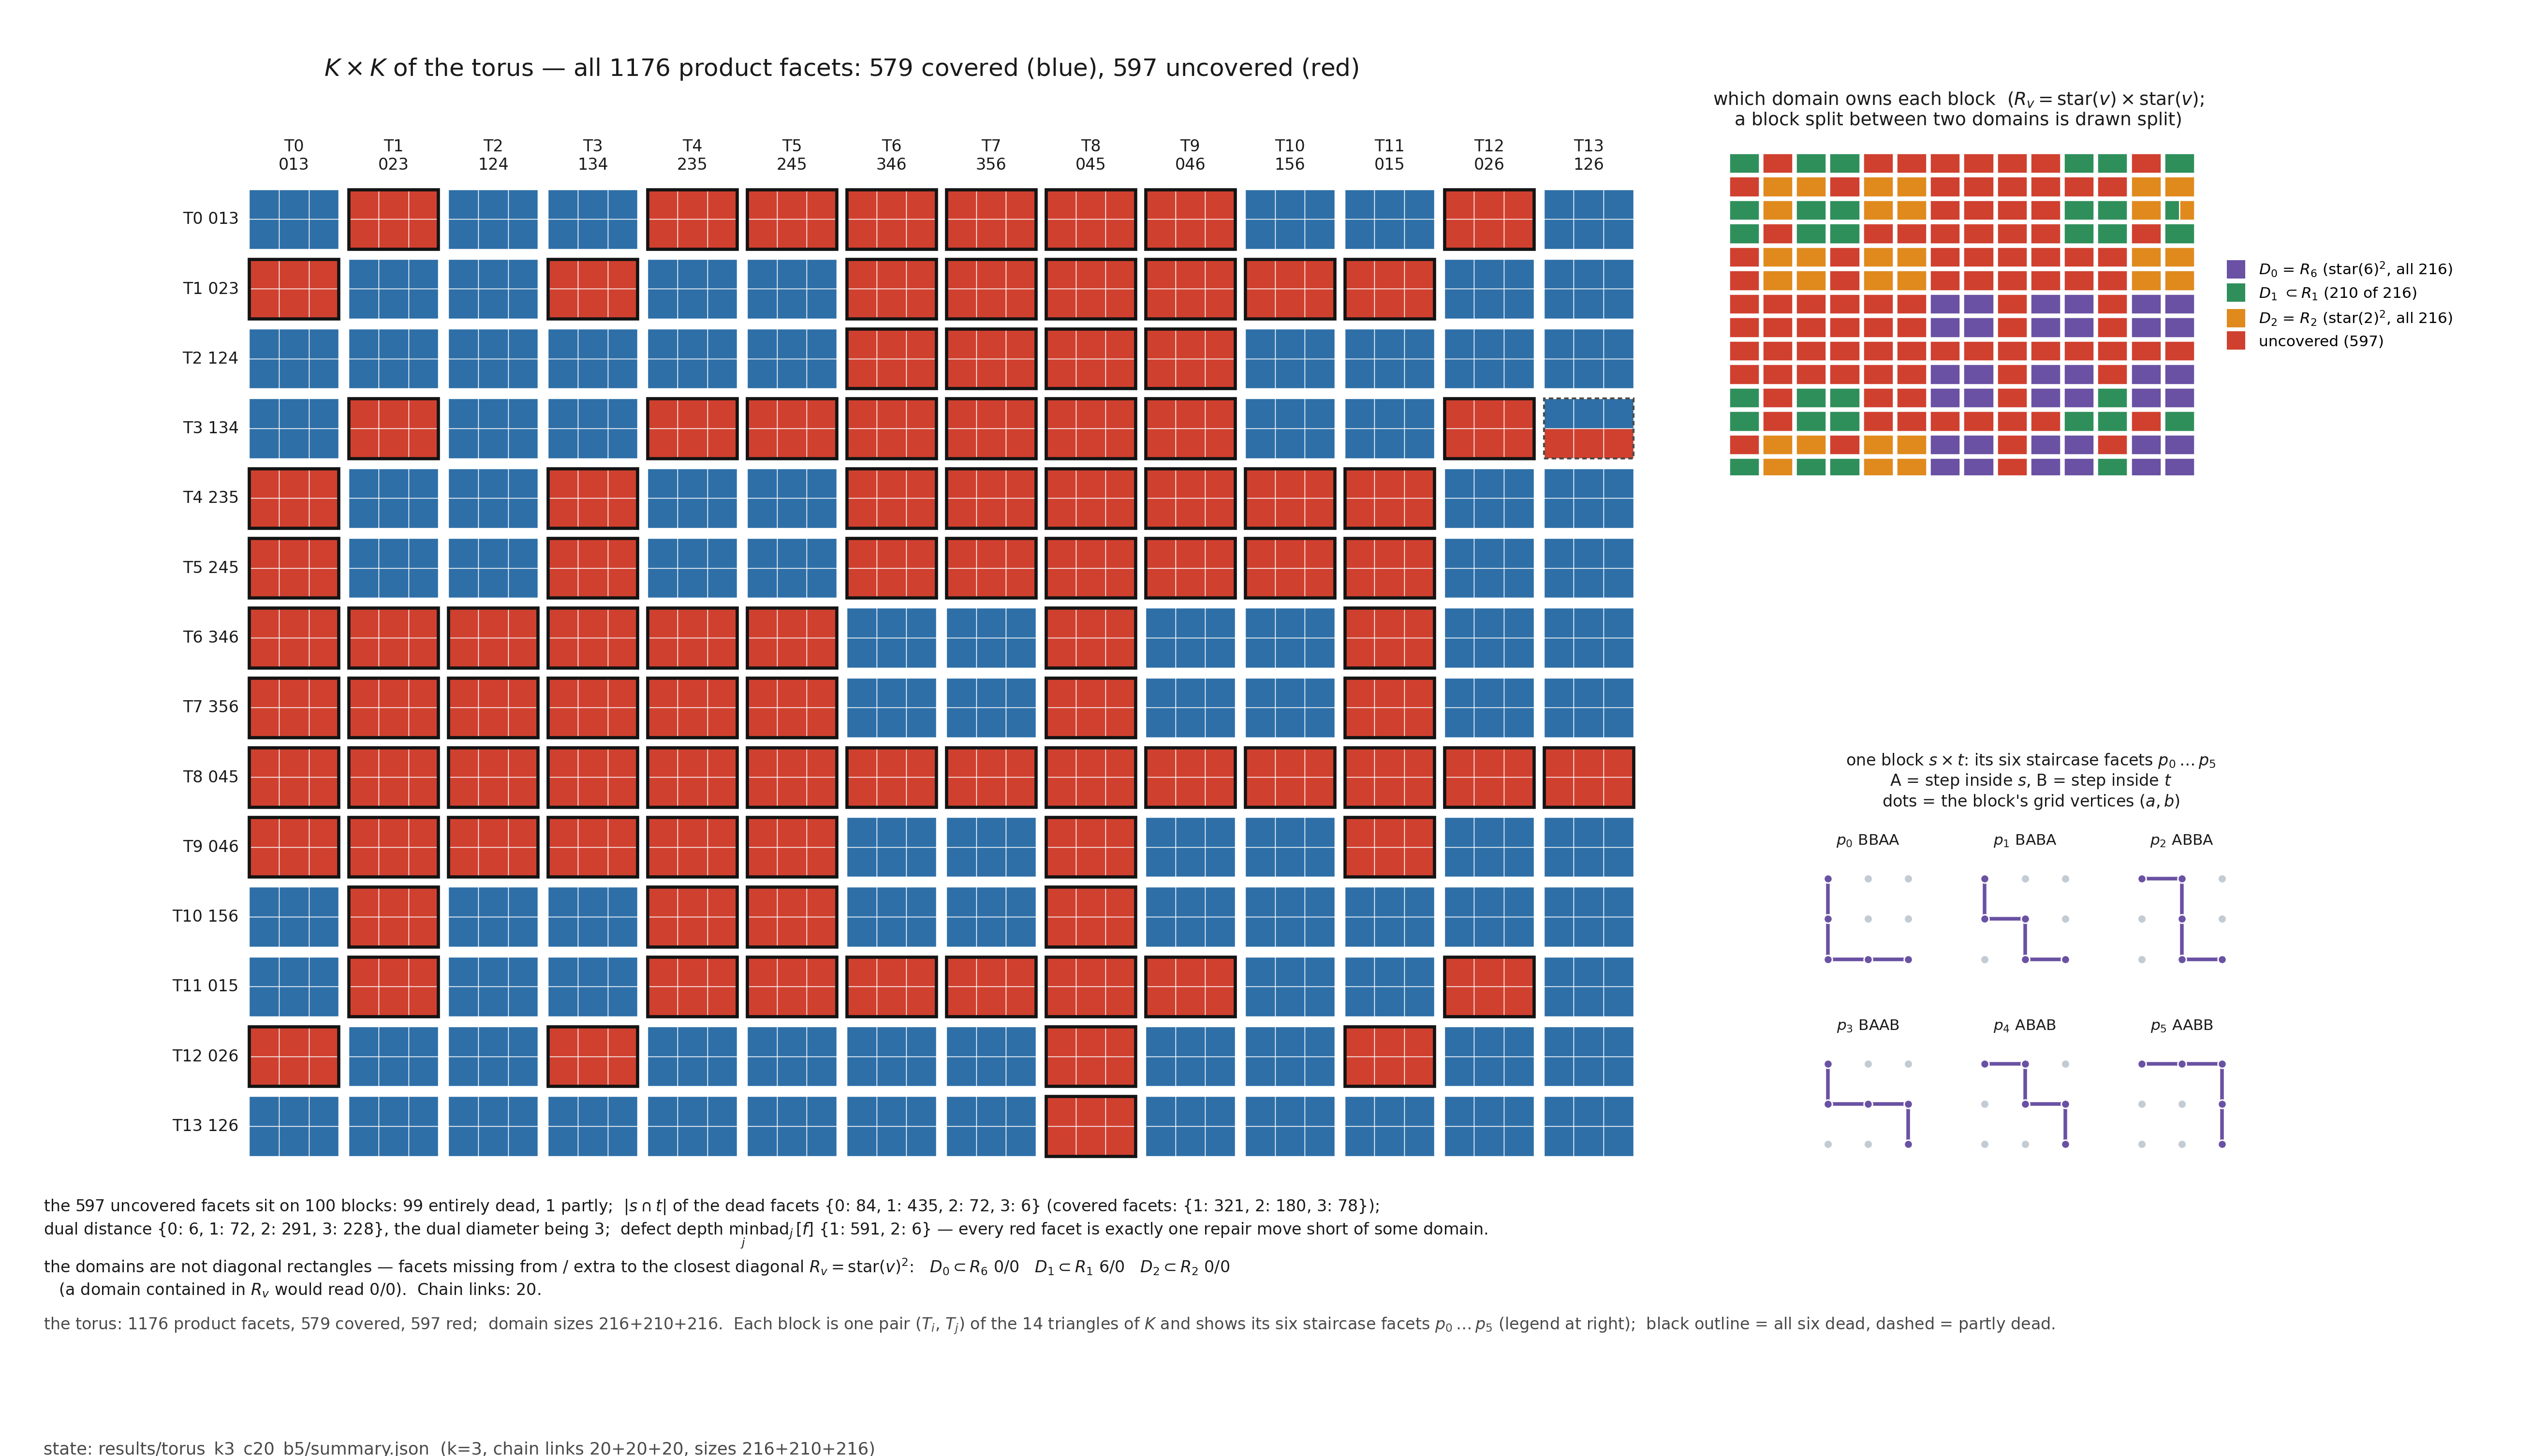 K × K of the torus — all 1176 product facets: 579 covered (blue), 597 uncovered (red)
which domain owns each block (R_v = star(v) × star(v);
a block split between two domains is drawn split)
T0 T1 T2 T3 T4 T5 T6 T7 T8 T9 T10 T11 T12 T13
013 023 124 134 235 245 346 356 045 046 156 015 026 126
T0 013
T1 023
T2 124
T3 134
T4 235
T5 245
T6 346
T7 356
T8 045
T9 046
T10 156
T11 015
T12 026
T13 126
D_0 = R_6 (star(6)², all 216)
D_1 ⊂ R_1 (210 of 216)
D_2 = R_2 (star(2)², all 216)
uncovered (597)
one block s × t: its six staircase facets p_0 … p_5
A = step inside s, B = step inside t
dots = the block's grid vertices (a, b)
p_0 BBAA p_1 BABA p_2 ABBA
p_3 BAAB p_4 ABAB p_5 AABB
the 597 uncovered facets sit on 100 blocks: 99 entirely dead, 1 partly; |s ∩ t| of the dead facets {0: 84, 1: 435, 2: 72, 3: 6} (covered facets: {1: 321, 2: 180, 3: 78});
dual distance {0: 6, 1: 72, 2: 291, 3: 228}, the dual diameter being 3; defect depth min_j bad_j [f] {1: 591, 2: 6} — every red facet is exactly one repair move short of some domain.
the domains are not diagonal rectangles — facets missing from / extra to the closest diagonal R_v = star(v)²: D_0 ⊂ R_6 0/0 D_1 ⊂ R_1 6/0 D_2 ⊂ R_2 0/0
(a domain contained in R_v would read 0/0). Chain links: 20.
the torus: 1176 product facets, 579 covered, 597 red; domain sizes 216+210+216. Each block is one pair (T_i, T_j) of the 14 triangles of K and shows its six staircase facets p_0 … p_5 (legend at right); black outline = all six dead, dashed = partly dead.
state: results/torus_k3_c20_b5/summary.json (k=3, chain links 20+20+20, sizes 216+210+216)